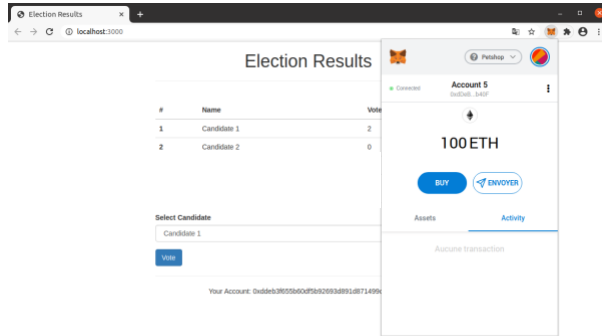 Election Results
localhost:3000
Election Results
# Name Vote
1 Candidate 1 2
2 Candidate 2 0
Select Candidate
Candidate 1
Vote
Your Account:
Petshop
Connected
Account 5
100 ETH
BUY
ENVOYER
Assets
Activity
Aucune transaction